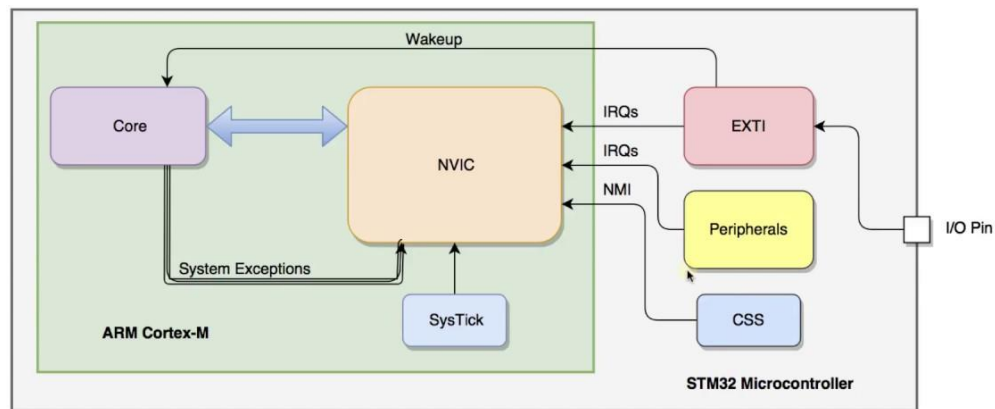 Wakeup
Core
NVIC
IRQs
EXTI
IRQs
NMI
Peripherals
I/O Pin
System Exceptions
SysTick
CSS
ARM Cortex-M
STM32 Microcontroller